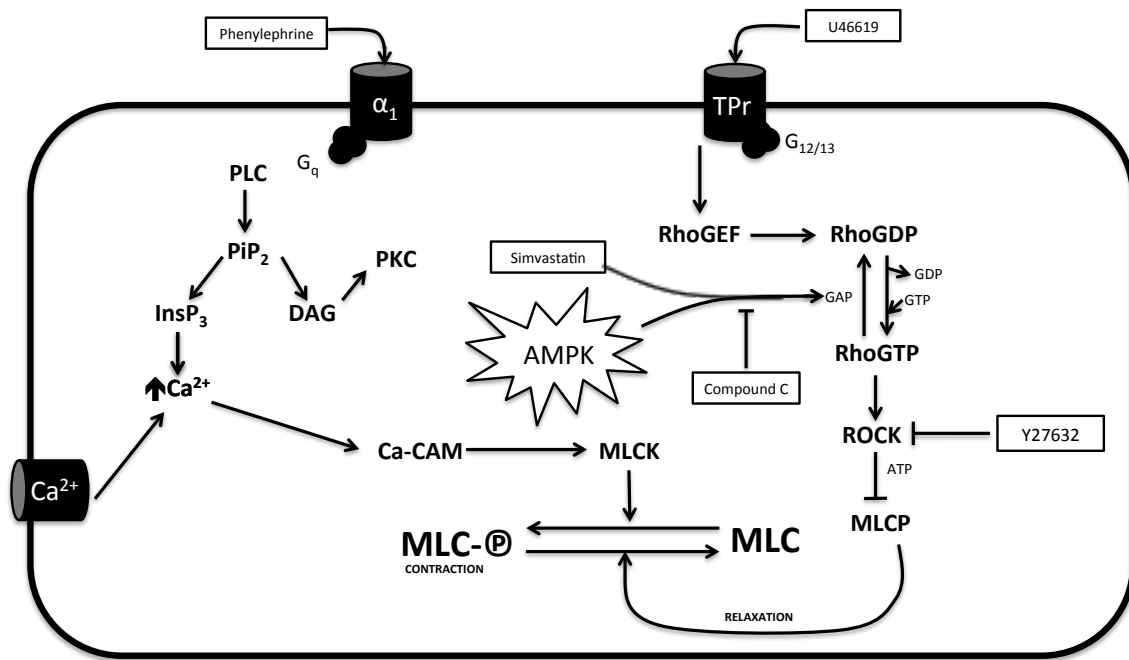 Phenylephrine
U46619
α₁
TPr
Gq
G12/13
PLC
RhoGEF
RhoGDP
PiP₂
PKC
Simvastatin
GDP
GAP
GTP
InsP₃
DAG
AMPK
RhoGTP
Ca²⁺
Compound C
Ca-CAM
MLCK
ROCK
Y27632
ATP
Ca²⁺
MLCP
MLC-Ⓟ
MLC
CONTRACTION
RELAXATION